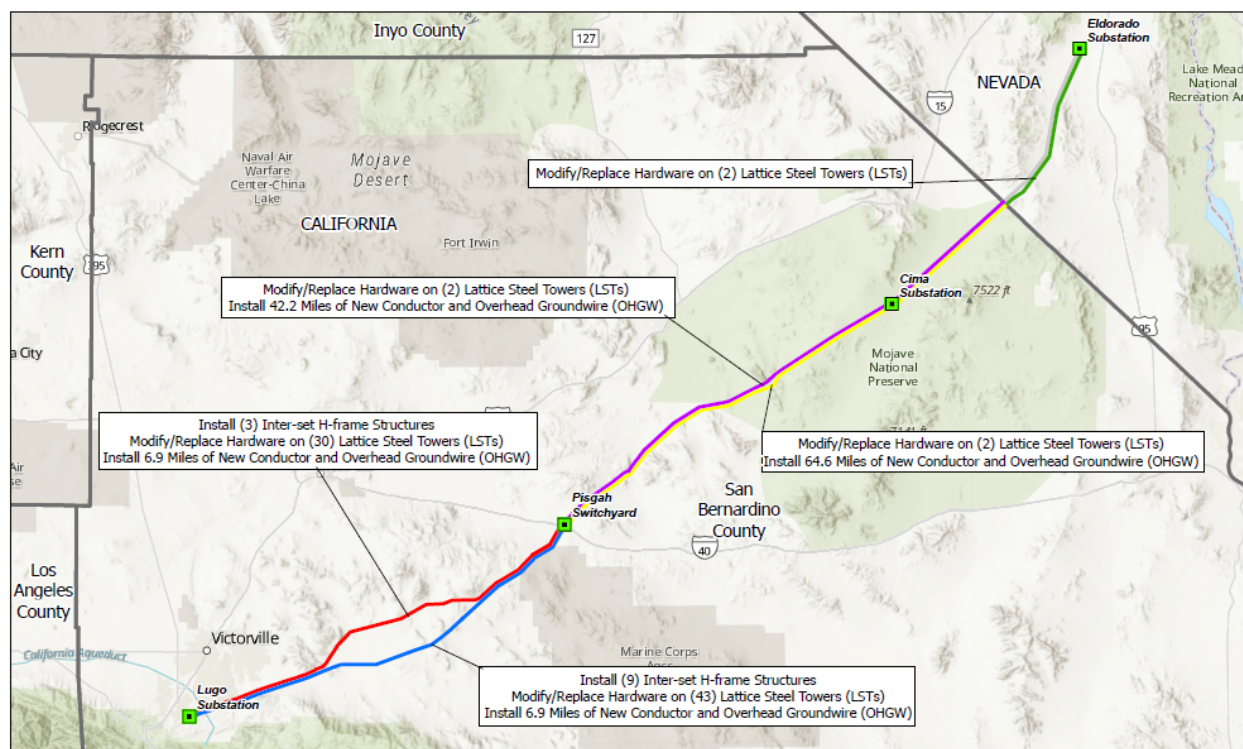 Inyo County
127
Eldorado
Substation
NEVADA
Lake Mead
National
Recreation
15
Ridgecrest
Naval Air
Warfare
Center-China
Lake
Mojave
Desert
Modify/Replace Hardware on (2) Lattice Steel Towers (LSTs)
CALIFORNIA
Fort Irwin
Kern
County
395
Modify/Replace Hardware on (2) Lattice Steel Towers (LSTs)
Install 42.2 Miles of New Conductor and Overhead Groundwire (OHGW)
Cima
Substation
7522 ft
95
a City
Mojave
National
Preserve
Install (3) Inter-set H-frame Structures
Modify/Replace Hardware on (30) Lattice Steel Towers (LSTs)
Install 6.9 Miles of New Conductor and Overhead Groundwire (OHGW)
Modify/Replace Hardware on (2) Lattice Steel Towers (LSTs)
Install 64.6 Miles of New Conductor and Overhead Groundwire (OHGW)
Air
se
Pisgah
Switchyard
San
Bernardino
County
40
Los
Angeles
County
Victorville
California Aqueduct
Marine Corps
Lugo
Substation
Install (9) Inter-set H-frame Structures
Modify/Replace Hardware on (43) Lattice Steel Towers (LSTs)
Install 6.9 Miles of New Conductor and Overhead Groundwire (OHGW)